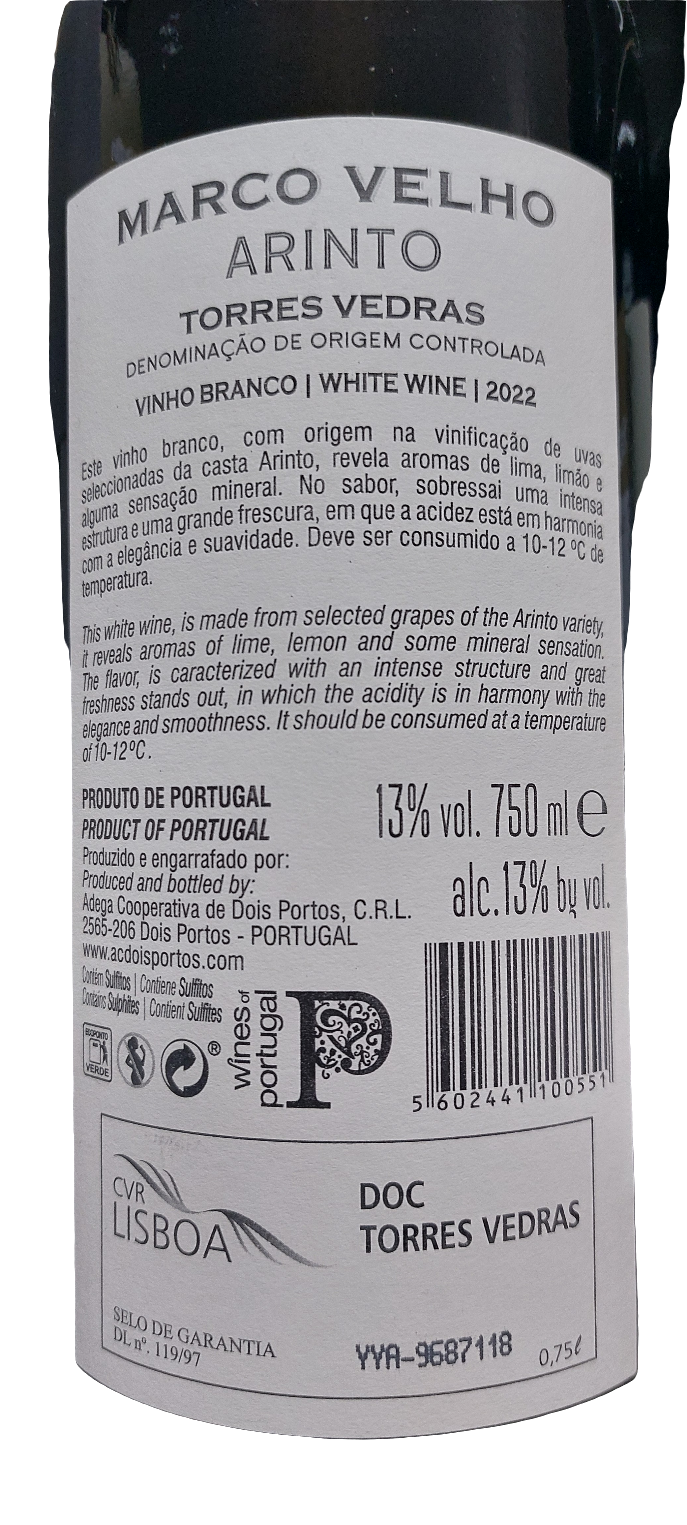 MARCO VELHO
ARINTO
TORRES VEDRAS
DENOMINAÇÃO DE ORIGEM CONTROLADA
VINHO BRANCO | WHITE WINE | 2022
Este vinho branco, com origem na vinificação de uvas
seleccionadas da casta Arinto, revela aromas de lima, limão e
alguma sensação mineral. No sabor, sobressai uma intensa
estrutura e uma grande frescura, em que a acidez está em harmonia
com a elegância e suavidade. Deve ser consumido a 10-12 ºC de
temperatura.
This white wine, is made from selected grapes of the Arinto variety,
it reveals aromas of lime, lemon and some mineral sensation.
The flavor, is caracterized with an intense structure and great
freshness stands out, in which the acidity is in harmony with the
elegance and smoothness. It should be consumed at a temperature
of 10-12ºC.
PRODUTO DE PORTUGAL
PRODUCT OF PORTUGAL
13% vol. 750 ml e
alc.13% by vol.
Produzido e engarrafado por:
Produced and bottled by:
Adega Cooperativa de Dois Portos, C.R.L.
2565-206 Dois Portos - PORTUGAL
www.acdoisportos.com
Contém Sulfitos | Contiene Sulfitos
Contains Sulphites | Contient Sulfites
ECOPONTO
VERDE
®
wines of
portugal
P
5 602441 100551
CVR
LISBOA
DOC
TORRES VEDRAS
SELO DE GARANTIA
DL nº. 119/97
YYA-9687118
0,75ℓ